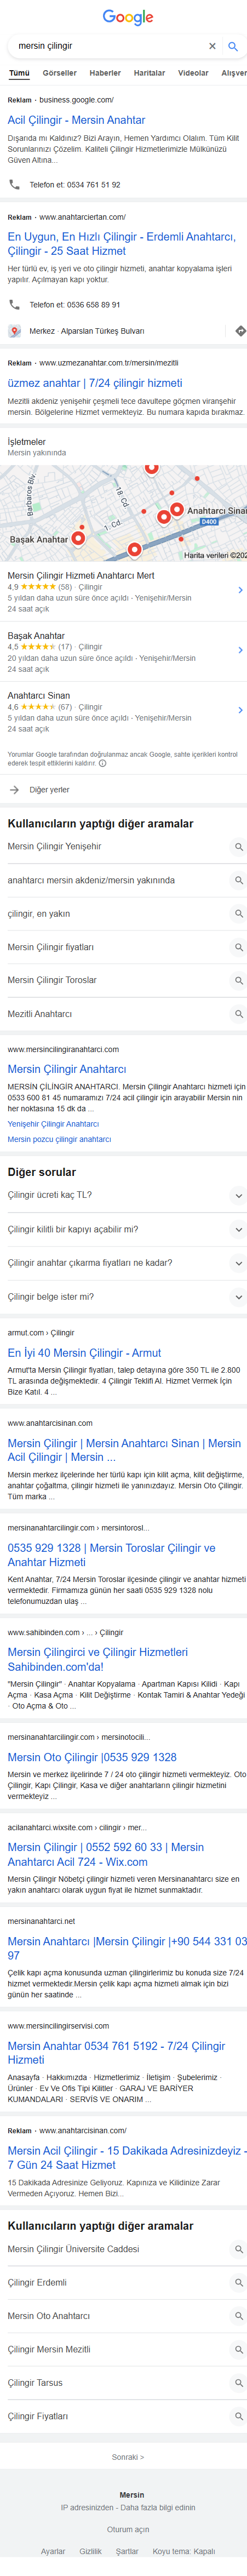 Google
mersin çilingir
Tümü Görseller Haberler Haritalar Videolar Alışver
Reklam · business.google.com/
Acil Çilingir - Mersin Anahtar
Dışarıda mı Kaldınız? Bizi Arayın, Hemen Yardımcı Olalım. Tüm Kilit
Sorunlarınızı Çözelim. Kaliteli Çilingir Hizmetlerimizle Mülkünüzü
Güven Altına...
Telefon et: 0534 761 51 92
Reklam · www.anahtarciertan.com/
En Uygun, En Hızlı Çilingir - Erdemli Anahtarcı,
Çilingir - 25 Saat Hizmet
Her türlü ev, iş yeri ve oto çilingir hizmeti, anahtar kopyalama işleri
yapılır. Açılmayan kapı yoktur.
Telefon et: 0536 658 89 91
Merkez · Alparslan Türkeş Bulvarı
Reklam · www.uzmezanahtar.com.tr/mersin/mezitli
üzmez anahtar | 7/24 çilingir hizmeti
Mezitli akdeniz yenişehir çeşmeli tece davultepe göçmen viranşehir
mersin. Bölgelerine Hizmet vermekteyiz. Bu numara kapıda bırakmaz.
İşletmeler
Mersin yakınında
Barbaros Blv.
18. Cd.
1. Cd.
Anahtarcı Sinan
D400
Başak Anahtar
Harita verileri ©202
Mersin Çilingir Hizmeti Anahtarcı Mert
4,9 ★★★★★ (58) · Çilingir
5 yıldan daha uzun süre önce açıldı · Yenişehir/Mersin
24 saat açık
Başak Anahtar
4,5 ★★★★★ (17) · Çilingir
20 yıldan daha uzun süre önce açıldı · Yenişehir/Mersin
24 saat açık
Anahtarcı Sinan
4,6 ★★★★★ (67) · Çilingir
5 yıldan daha uzun süre önce açıldı · Yenişehir/Mersin
24 saat açık
Yorumlar Google tarafından doğrulanmaz ancak Google, sahte içerikleri kontrol
ederek tespit ettiklerini kaldırır.
Diğer yerler
Kullanıcıların yaptığı diğer aramalar
Mersin Çilingir Yenişehir
anahtarcı mersin akdeniz/mersin yakınında
çilingir, en yakın
Mersin Çilingir fiyatları
Mersin Çilingir Toroslar
Mezitli Anahtarcı
www.mersincilingiranahtarci.com
Mersin Çilingir Anahtarcı
MERSİN ÇİLİNGİR ANAHTARCI. Mersin Çilingir Anahtarcı hizmeti için
0533 600 81 45 numaramızı 7/24 acil çilingir için arayabilir Mersin nin
her noktasına 15 dk da ...
Yenişehir Çilingir Anahtarcı
Mersin pozcu çilingir anahtarcı
Diğer sorular
Çilingir ücreti kaç TL?
Çilingir kilitli bir kapıyı açabilir mi?
Çilingir anahtar çıkarma fiyatları ne kadar?
Çilingir belge ister mi?
armut.com › Çilingir
En İyi 40 Mersin Çilingir - Armut
Armut'ta Mersin Çilingir fiyatları, talep detayına göre 350 TL ile 2.800
TL arasında değişmektedir. 4 Çilingir Teklifi Al. Hizmet Vermek İçin
Bize Katıl. 4 ...
www.anahtarcisinan.com
Mersin Çilingir | Mersin Anahtarcı Sinan | Mersin
Acil Çilingir | Mersin ...
Mersin merkez ilçelerinde her türlü kapı için kilit açma, kilit değiştirme,
anahtar çoğaltma, çilingir hizmeti ile yanınızdayız. Mersin Oto Çilingir.
Tüm marka ...
mersinanahtarcilingir.com › mersintorosl...
0535 929 1328 | Mersin Toroslar Çilingir ve
Anahtar Hizmeti
Kent Anahtar, 7/24 Mersin Toroslar ilçesinde çilingir ve anahtar hizmeti
vermektedir. Firmamıza günün her saati 0535 929 1328 nolu
telefonumuzdan ulaş ...
www.sahibinden.com › ... › Çilingir
Mersin Çilingirci ve Çilingir Hizmetleri
Sahibinden.com'da!
"Mersin Çilingir" · Anahtar Kopyalama · Apartman Kapısı Kilidi · Kapı
Açma · Kasa Açma · Kilit Değiştirme · Kontak Tamiri & Anahtar Yedeği
· Oto Açma & Oto ...
mersinanahtarcilingir.com › mersinotocili...
Mersin Oto Çilingir |0535 929 1328
Mersin ve merkez ilçelerinde 7 / 24 oto çilingir hizmeti vermekteyiz. Oto
Çilingir, Kapı Çilingir, Kasa ve diğer anahtarların çilingir hizmetini
vermekteyiz ...
acilanahtarci.wixsite.com › cilingir › mer...
Mersin Çilingir | 0552 592 60 33 | Mersin
Anahtarcı Acil 724 - Wix.com
Mersin Çilingir Nöbetçi çilingir hizmeti veren Mersinanahtarcı size en
yakın anahtarcı olarak uygun fiyat ile hizmet sunmaktadır.
mersinanahtarci.net
Mersin Anahtarcı |Mersin Çilingir |+90 544 331 03
97
Çelik kapı açma konusunda uzman çilingirlerimiz bu konuda size 7/24
hizmet vermektedir.Mersin çelik kapı açma hizmeti almak için bizi
günün her saatinde ...
www.mersincilingirservisi.com
Mersin Anahtar 0534 761 5192 - 7/24 Çilingir
Hizmeti
Anasayfa · Hakkımızda · Hizmetlerimiz · İletişim · Şubelerimiz ·
Ürünler · Ev Ve Ofis Tipi Kilitler · GARAJ VE BARİYER
KUMANDALARI · SERVİS VE ONARIM ...
Reklam · www.anahtarcisinan.com/
Mersin Acil Çilingir - 15 Dakikada Adresinizdeyiz -
7 Gün 24 Saat Hizmet
15 Dakikada Adresinize Geliyoruz. Kapınıza ve Kilidinize Zarar
Vermeden Açıyoruz. Hemen Bizi...
Kullanıcıların yaptığı diğer aramalar
Mersin Çilingir Üniversite Caddesi
Çilingir Erdemli
Mersin Oto Anahtarcı
Çilingir Mersin Mezitli
Çilingir Tarsus
Çilingir Fiyatları
Sonraki >
Mersin
IP adresinizden - Daha fazla bilgi edinin
Oturum açın
Ayarlar Gizlilik Şartlar Koyu tema: Kapalı